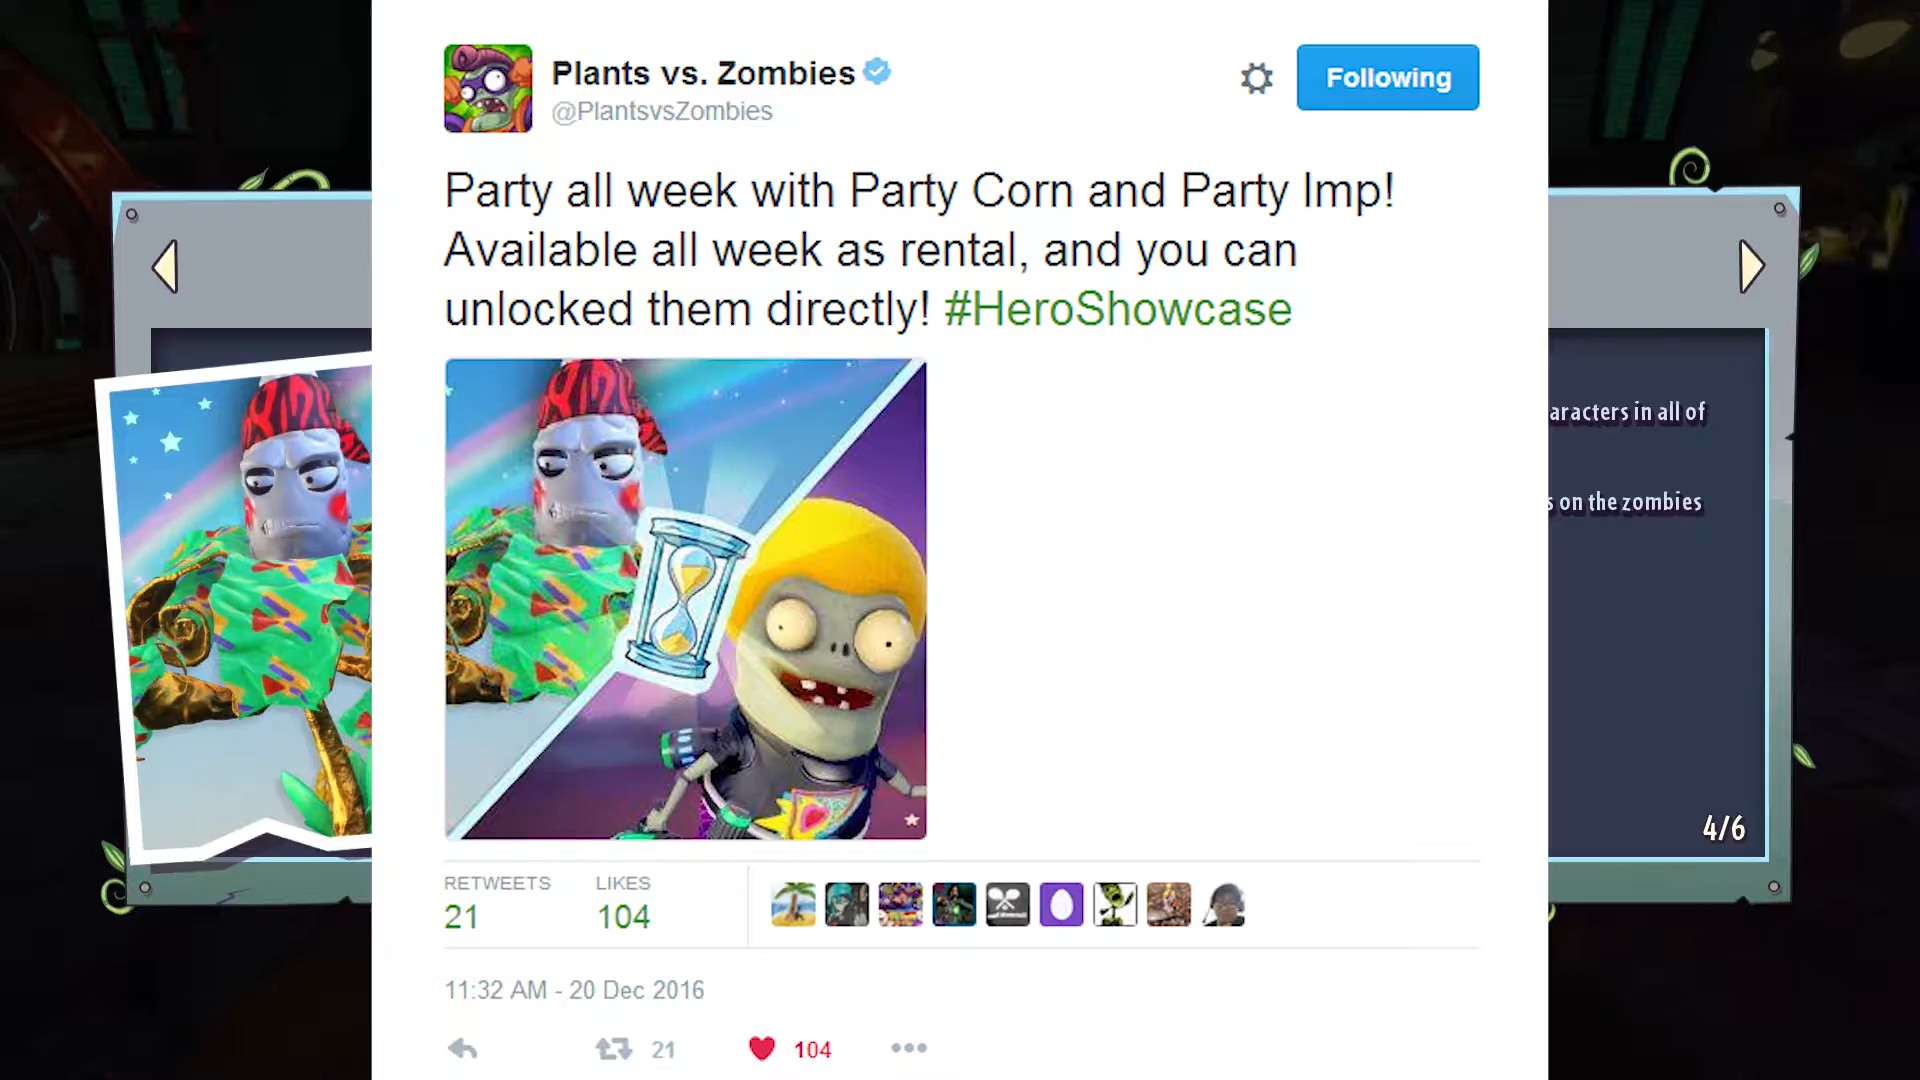 Plants vs. Zombies
@PlantsvsZombies
Following
Party all week with Party Corn and Party Imp!
Available all week as rental, and you can
unlocked them directly! #HeroShowcase
aracters in all of
s on the zombies
4/6
RETWEETS
21
LIKES
104
11:32 AM - 20 Dec 2016
21
104